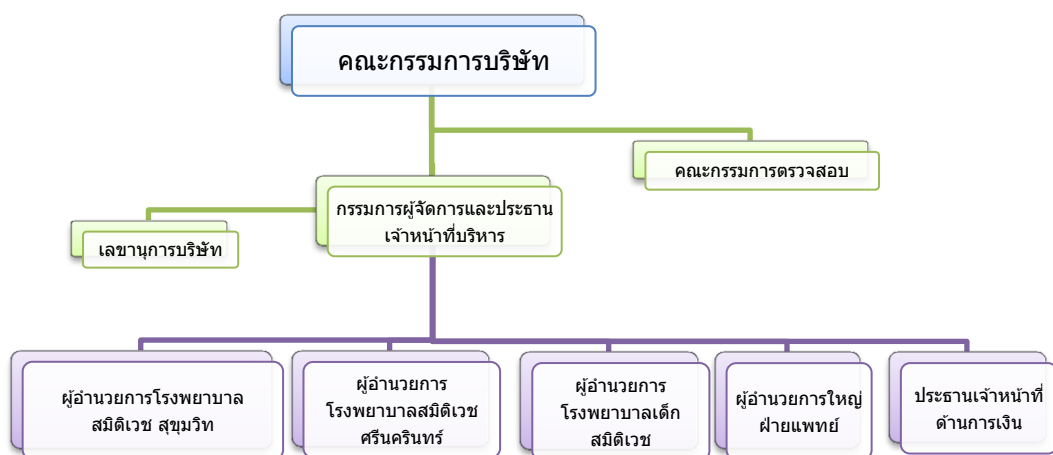 คณะกรรมการบริษัท
คณะกรรมการตรวจสอบ
กรรมการผู้จัดการและประธาน
เจ้าหน้าที่บริหาร
เลขานุการบริษัท
ผู้อำนวยการโรงพยาบาล
สมิติเวช สุขุมวิท
ผู้อำนวยการ
โรงพยาบาลสมิติเวช
ศรีนครินทร์
ผู้อำนวยการ
โรงพยาบาลเด็ก
สมิติเวช
ผู้อำนวยการใหญ่
ฝ่ายแพทย์
ประธานเจ้าหน้าที่
ด้านการเงิน